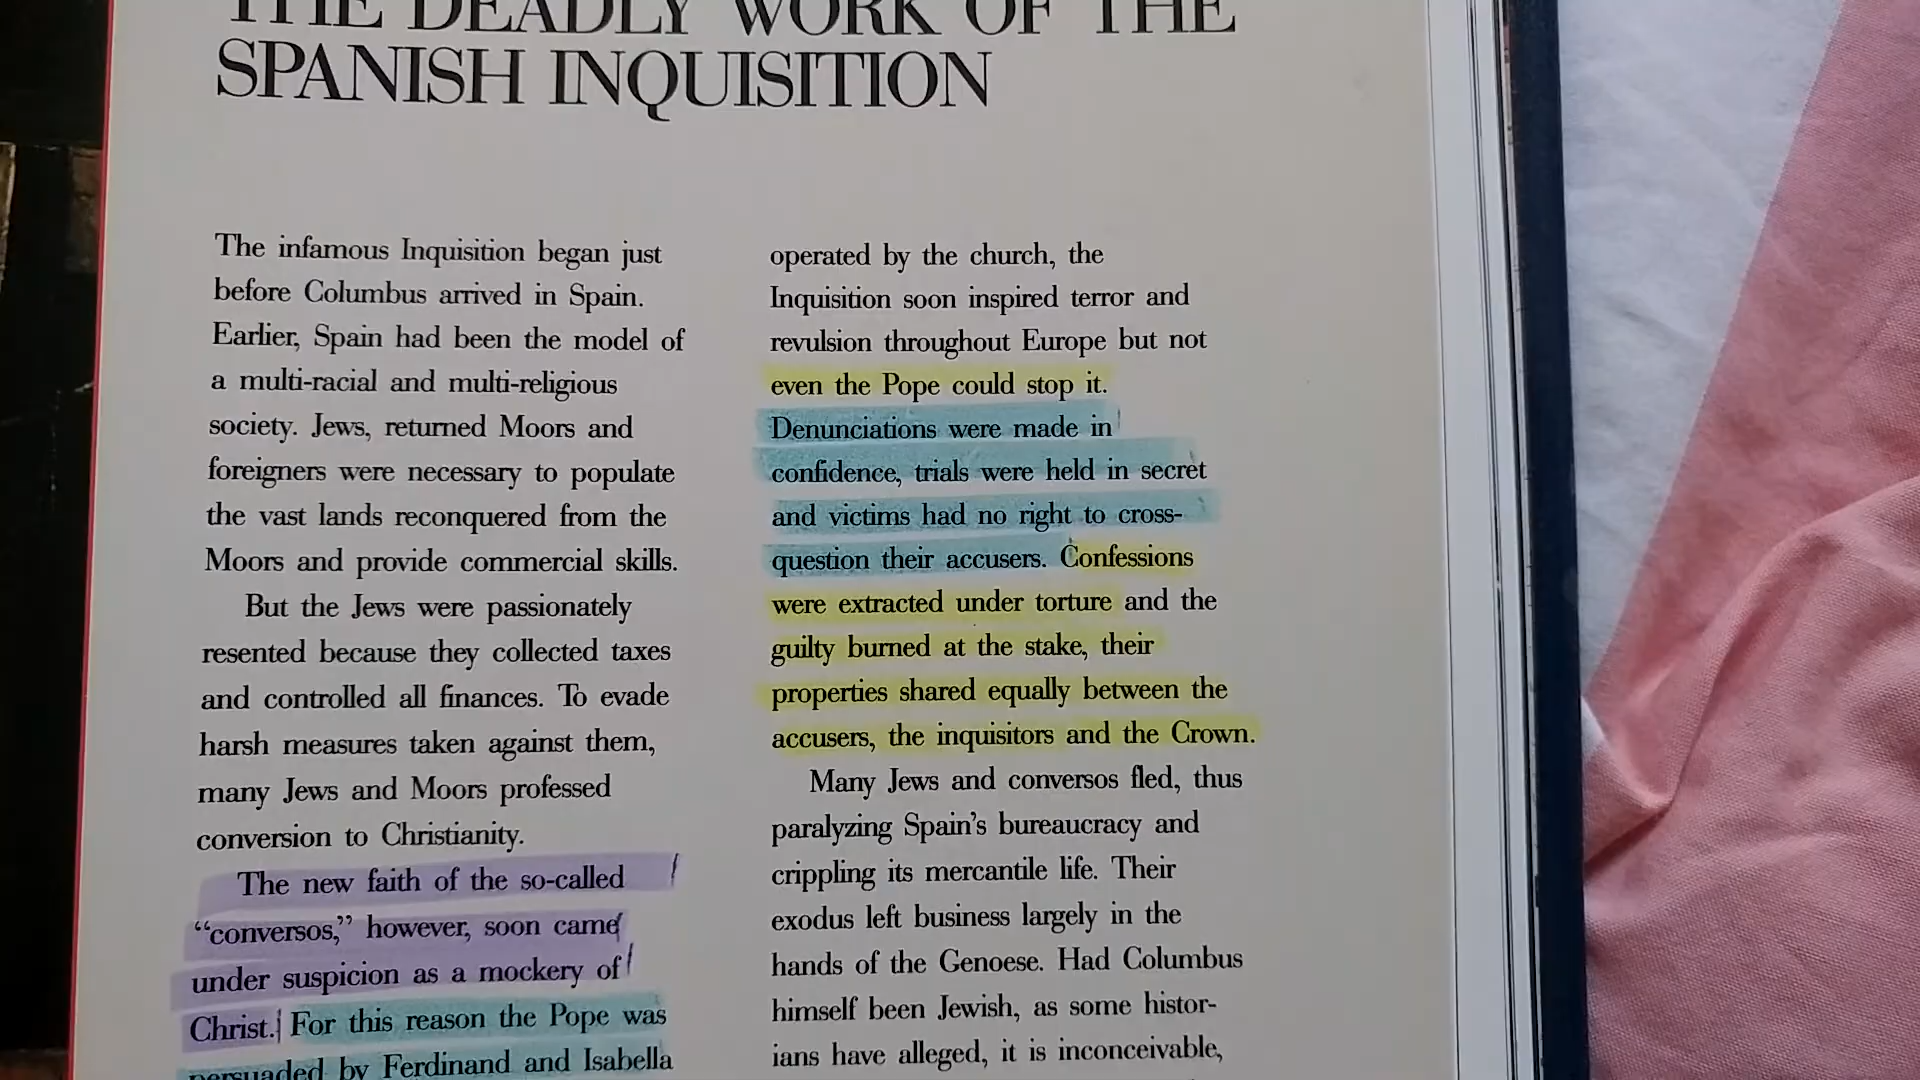 THE DEADLY WORK OF THE
SPANISH INQUISITION
The infamous Inquisition began just
before Columbus arrived in Spain.
Earlier, Spain had been the model of
a multi-racial and multi-religious
society. Jews, returned Moors and
foreigners were necessary to populate
the vast lands reconquered from the
Moors and provide commercial skills.
But the Jews were passionately
resented because they collected taxes
and controlled all finances. To evade
harsh measures taken against them,
many Jews and Moors professed
conversion to Christianity.
The new faith of the so-called
“conversos,” however, soon came
under suspicion as a mockery of
Christ. For this reason the Pope was
persuaded by Ferdinand and Isabella
operated by the church, the
Inquisition soon inspired terror and
revulsion throughout Europe but not
even the Pope could stop it.
Denunciations were made in
confidence, trials were held in secret
and victims had no right to cross-
question their accusers. Confessions
were extracted under torture and the
guilty burned at the stake, their
properties shared equally between the
accusers, the inquisitors and the Crown.
Many Jews and conversos fled, thus
paralyzing Spain’s bureaucracy and
crippling its mercantile life. Their
exodus left business largely in the
hands of the Genoese. Had Columbus
himself been Jewish, as some histor-
ians have alleged, it is inconceivable,